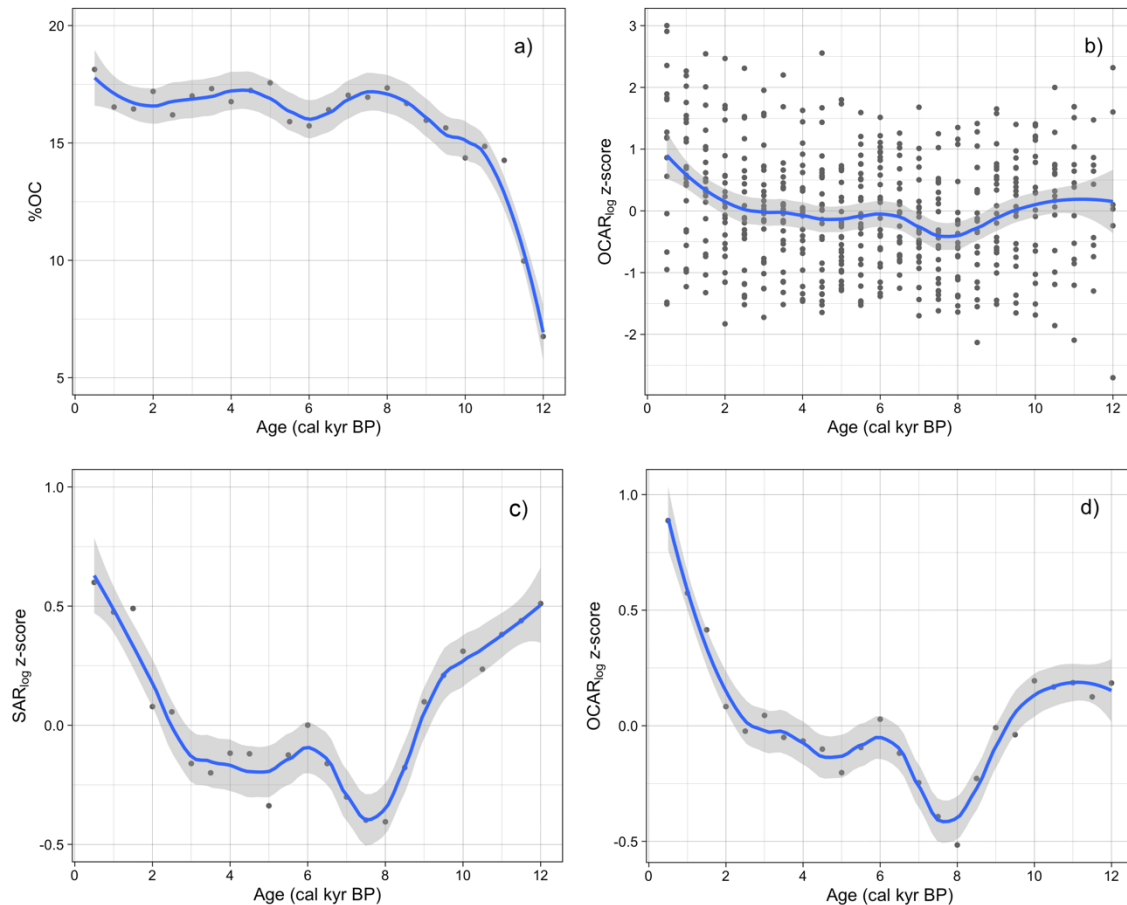 a)
20
15
10
5
%OC
0 2 4 6 8 10 12
Age (cal kyr BP)
b)
3
2
1
0
-1
-2
OCARlog z-score
0 2 4 6 8 10 12
Age (cal kyr BP)
c)
1.0
0.5
0.0
-0.5
SARlog z-score
0 2 4 6 8 10 12
Age (cal kyr BP)
d)
1.0
0.5
0.0
-0.5
OCARlog z-score
0 2 4 6 8 10 12
Age (cal kyr BP)